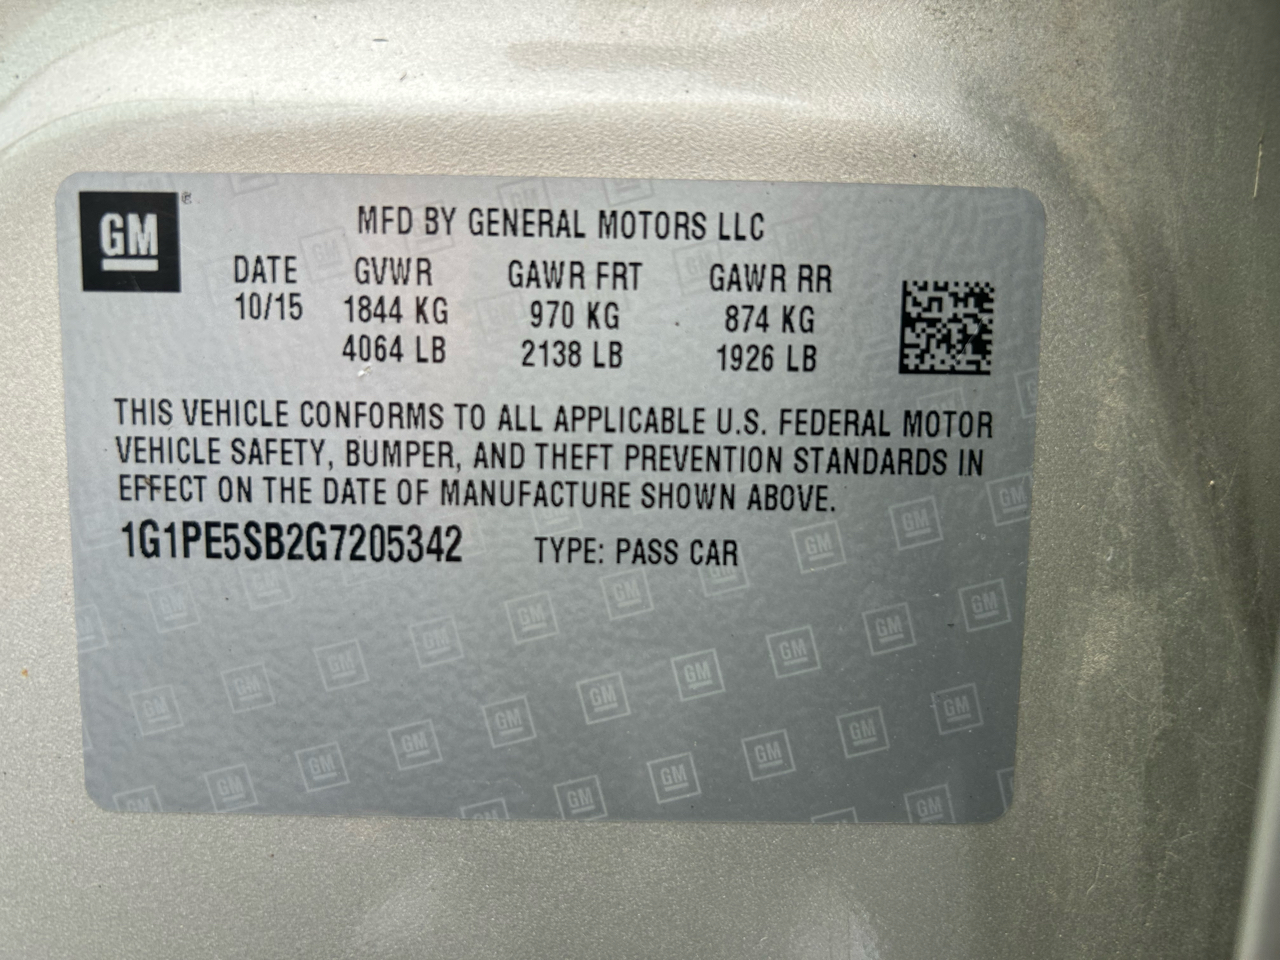 GM
MFD BY GENERAL MOTORS LLC
DATE GVWR GAWR FRT GAWR RR
10/15 1844 KG 970 KG 874 KG
4064 LB 2138 LB 1926 LB
THIS VEHICLE CONFORMS TO ALL APPLICABLE U.S. FEDERAL MOTOR
VEHICLE SAFETY, BUMPER, AND THEFT PREVENTION STANDARDS IN
EFFECT ON THE DATE OF MANUFACTURE SHOWN ABOVE.
1G1PE5SB2G7205342 TYPE: PASS CAR